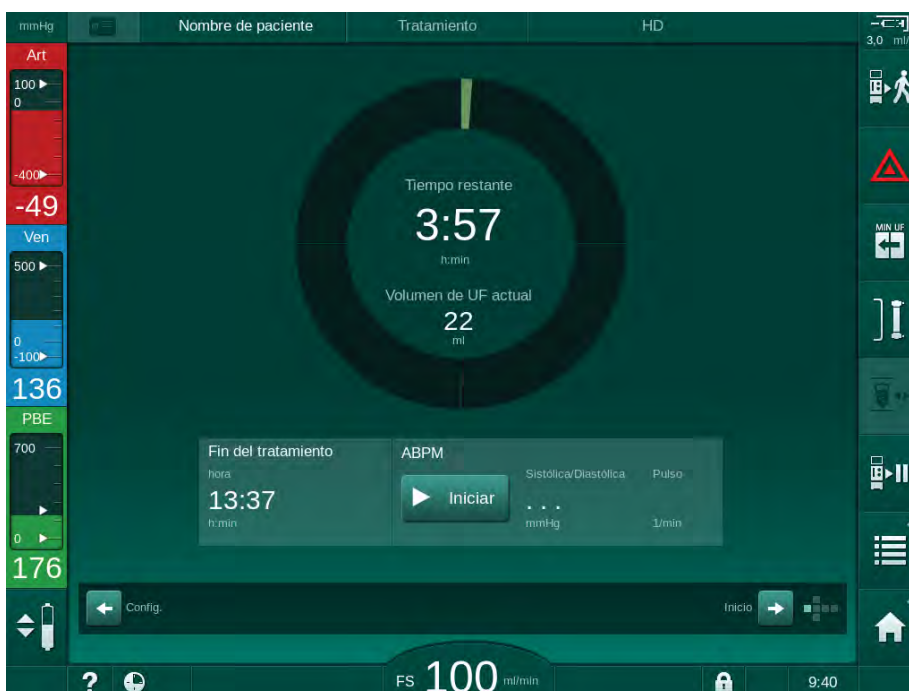 mmHg
Nombre de paciente
Tratamiento
HD
3,0 ml/
Art
100
0
-400
-49
Ven
500
0
-100
136
PBE
700
0
176
Tiempo restante
3:57
h:min
Volumen de UF actual
22
ml
Fin del tratamiento
hora
13:37
h:min
ABPM
Iniciar
Sistólica/Diastólica
Pulso
. . .
mmHg
1/min
MIN UF
Config.
Inicio
?
FS 100 ml/min
9:40